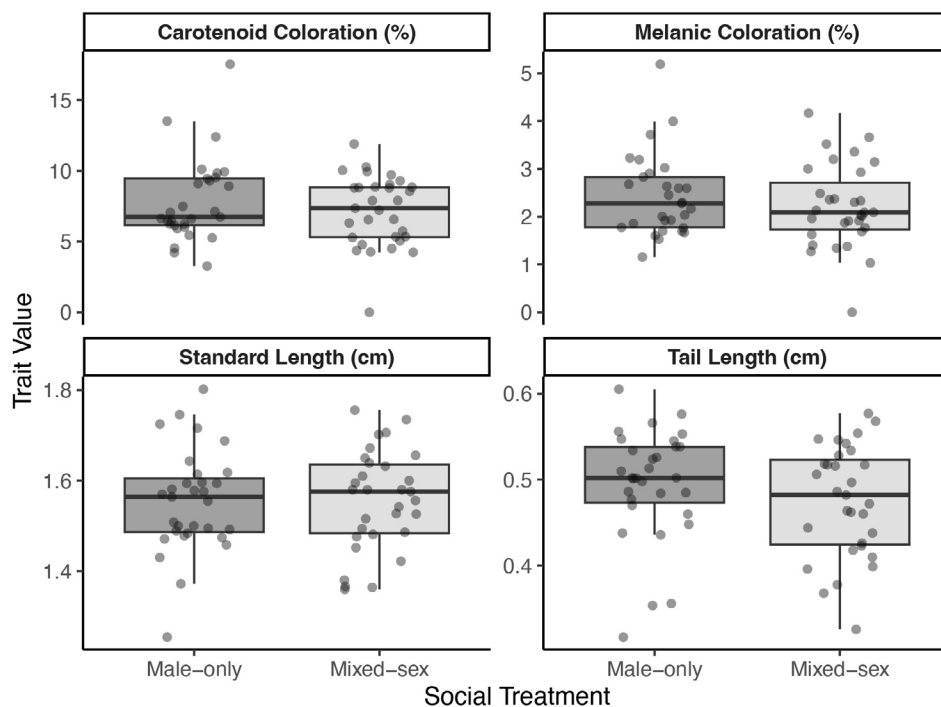 Carotenoid Coloration (%)
Melanic Coloration (%)
15
10
5
0
5
4
3
2
1
0
Trait Value
Standard Length (cm)
Tail Length (cm)
1.8
1.6
1.4
0.6
0.5
0.4
Male−only
Mixed−sex
Male−only
Mixed−sex
Social Treatment